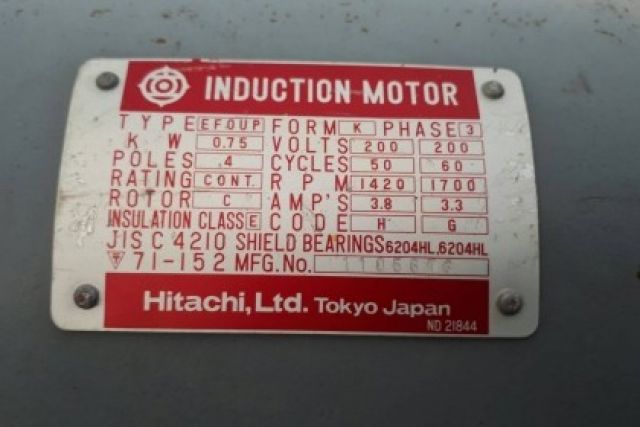 INDUCTION MOTOR
TYPE EFOUP FORM K PHASE 3
KW 0.75 VOLTS 200 200
POLES 4 CYCLES 50 60
RATING CONT. RPM 1420 1700
ROTOR C AMP'S 3.8 3.3
INSULATION CLASS E CODE H G
JIS C 4210 SHIELD BEARINGS 6204HL,6204HL
71-152 MFG.No.
Hitachi, Ltd. Tokyo Japan
ND 21844